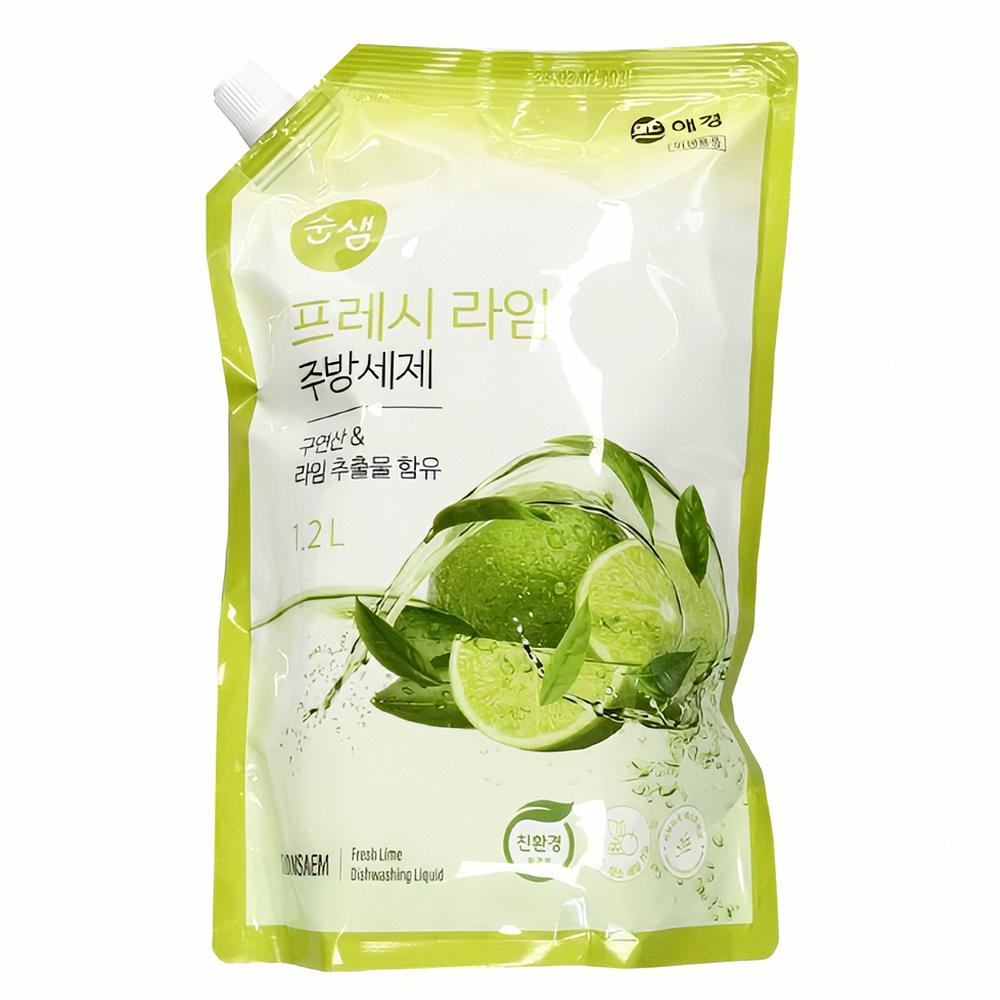 애경
순샘
프레시 라임
주방세제
구연산 &
라임 추출물 함유
1.2 L
친환경
Fresh Lime
Dishwashing Liquid